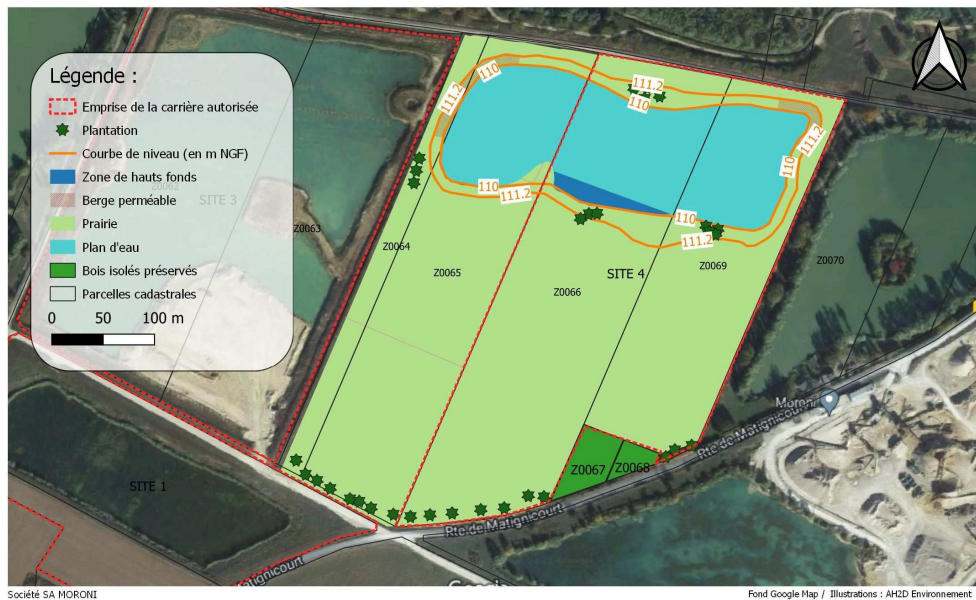 Légende :
Emprise de la carrière autorisée
Plantation
Courbe de niveau (en m NGF)
Zone de hauts fonds
Berge perméable
Prairie
Plan d'eau
Bois isolés préservés
Parcelles cadastrales
0 50 100 m
Z0062
SITE 3
Z0063
Z0064
Z0065
Z0066
SITE 4
Z0069
Z0070
Z0067
Z0068
SITE 1
110
111.2
111.2
110
111.2
110
110
111.2
110
111.2
Moroni
Rte de Matignicourt
Rte de Matignicourt
Matignicourt
Société SA MORONI
Fond Google Map / Illustrations : AH2D Environnement